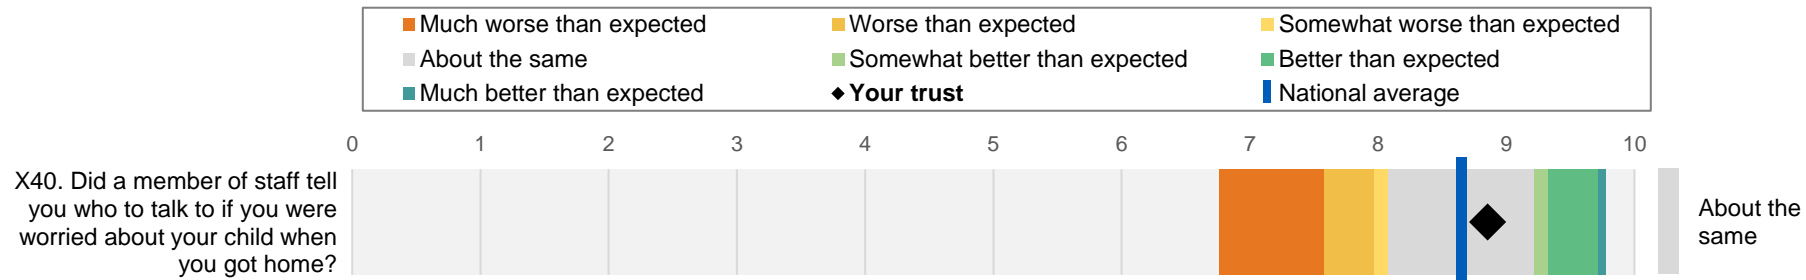 Much worse than expected
Worse than expected
Somewhat worse than expected
About the same
Somewhat better than expected
Better than expected
Much better than expected
Your trust
National average
0 1 2 3 4 5 6 7 8 9 10
X40. Did a member of staff tell
you who to talk to if you were
worried about your child when
you got home?
About the
same